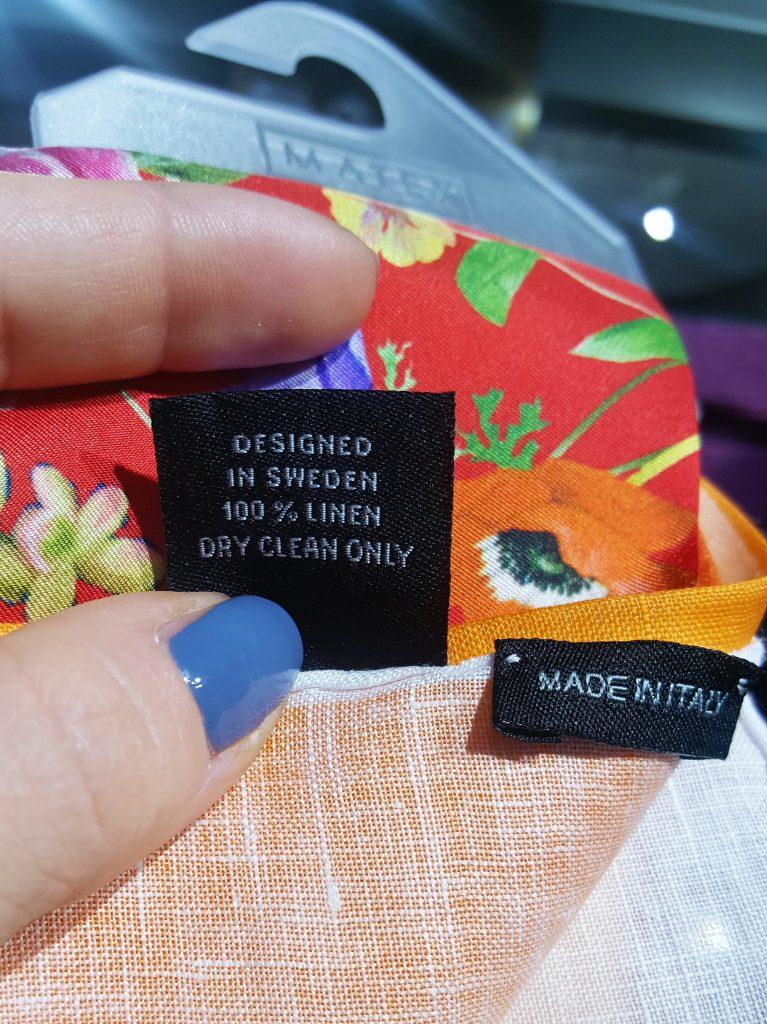 DESIGNED
IN SWEDEN
100 % LINEN
DRY CLEAN ONLY
MADE IN ITALY